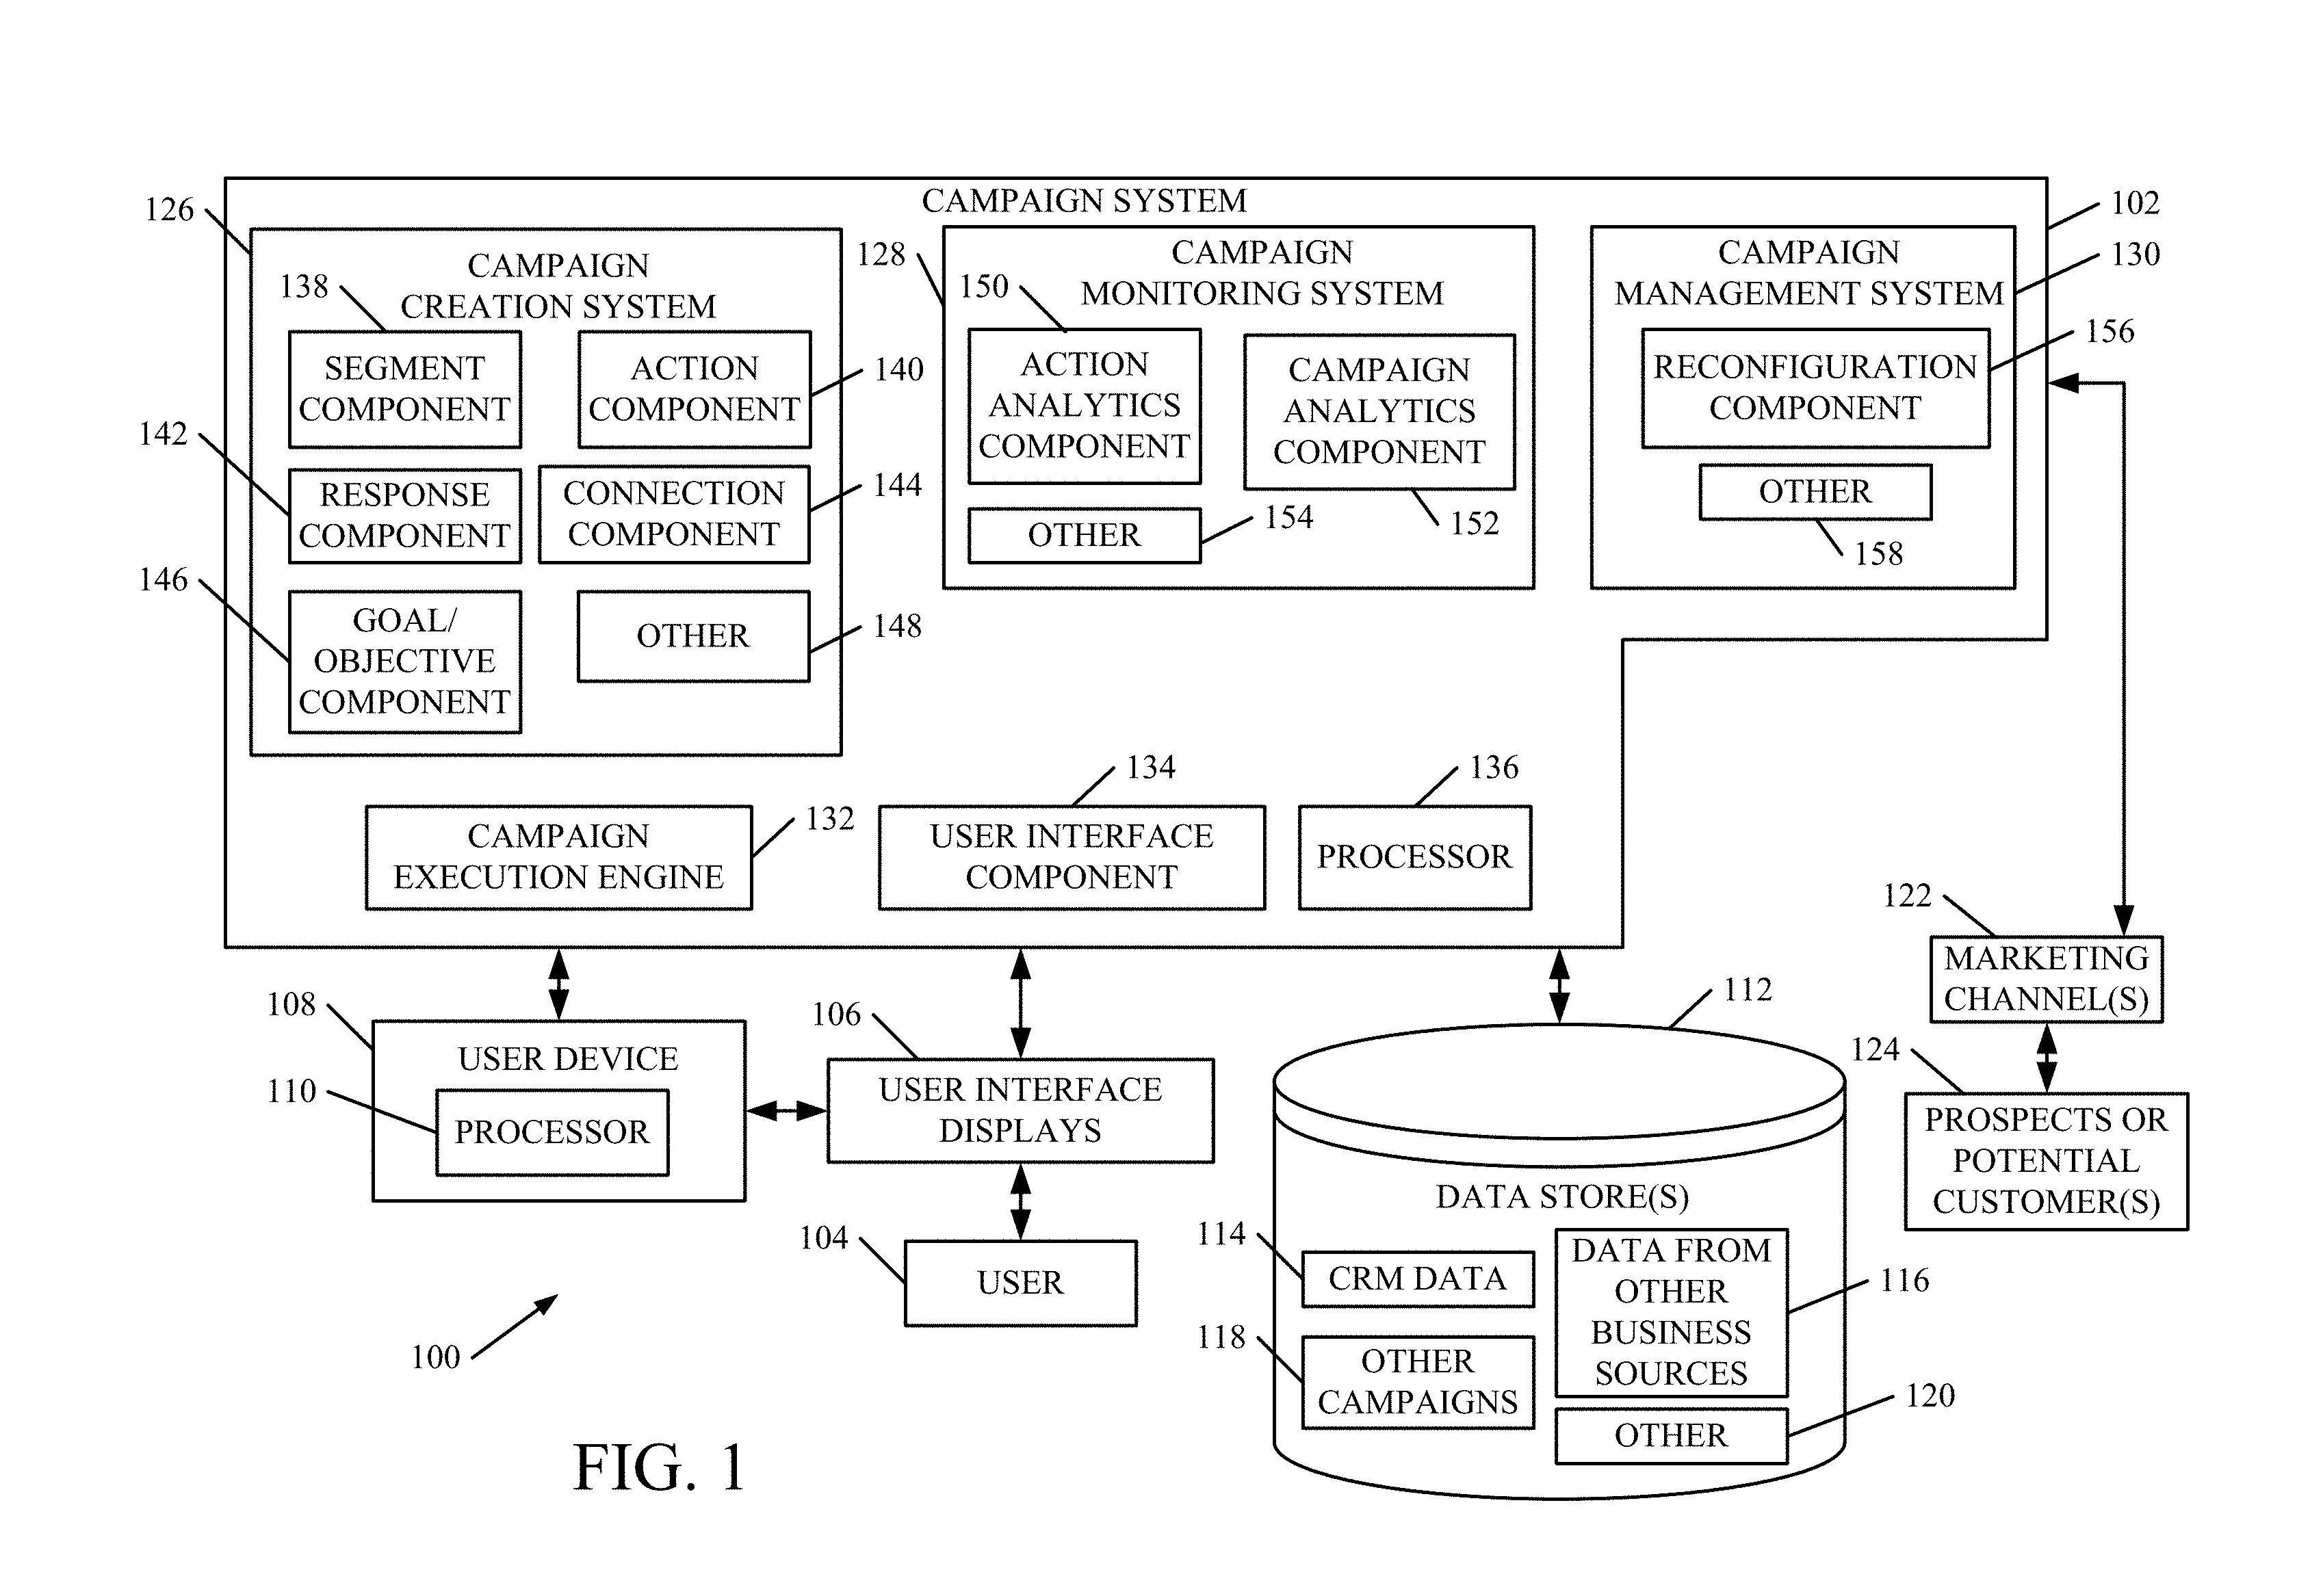 CAMPAIGN SYSTEM
102
126
CAMPAIGN
CREATION SYSTEM
138
SEGMENT
COMPONENT
ACTION
COMPONENT
140
142
RESPONSE
COMPONENT
CONNECTION
COMPONENT
144
146
GOAL/
OBJECTIVE
COMPONENT
OTHER
148
128
CAMPAIGN
MONITORING SYSTEM
150
ACTION
ANALYTICS
COMPONENT
CAMPAIGN
ANALYTICS
COMPONENT
152
OTHER
154
CAMPAIGN
MANAGEMENT SYSTEM
130
RECONFIGURATION
COMPONENT
156
OTHER
158
CAMPAIGN
EXECUTION ENGINE
132
134
USER INTERFACE
COMPONENT
136
PROCESSOR
108
USER DEVICE
110
PROCESSOR
106
USER INTERFACE
DISPLAYS
104
USER
112
DATA STORE(S)
114
CRM DATA
DATA FROM
OTHER
BUSINESS
SOURCES
116
118
OTHER
CAMPAIGNS
OTHER
120
122
MARKETING
CHANNEL(S)
124
PROSPECTS OR
POTENTIAL
CUSTOMER(S)
100
FIG. 1